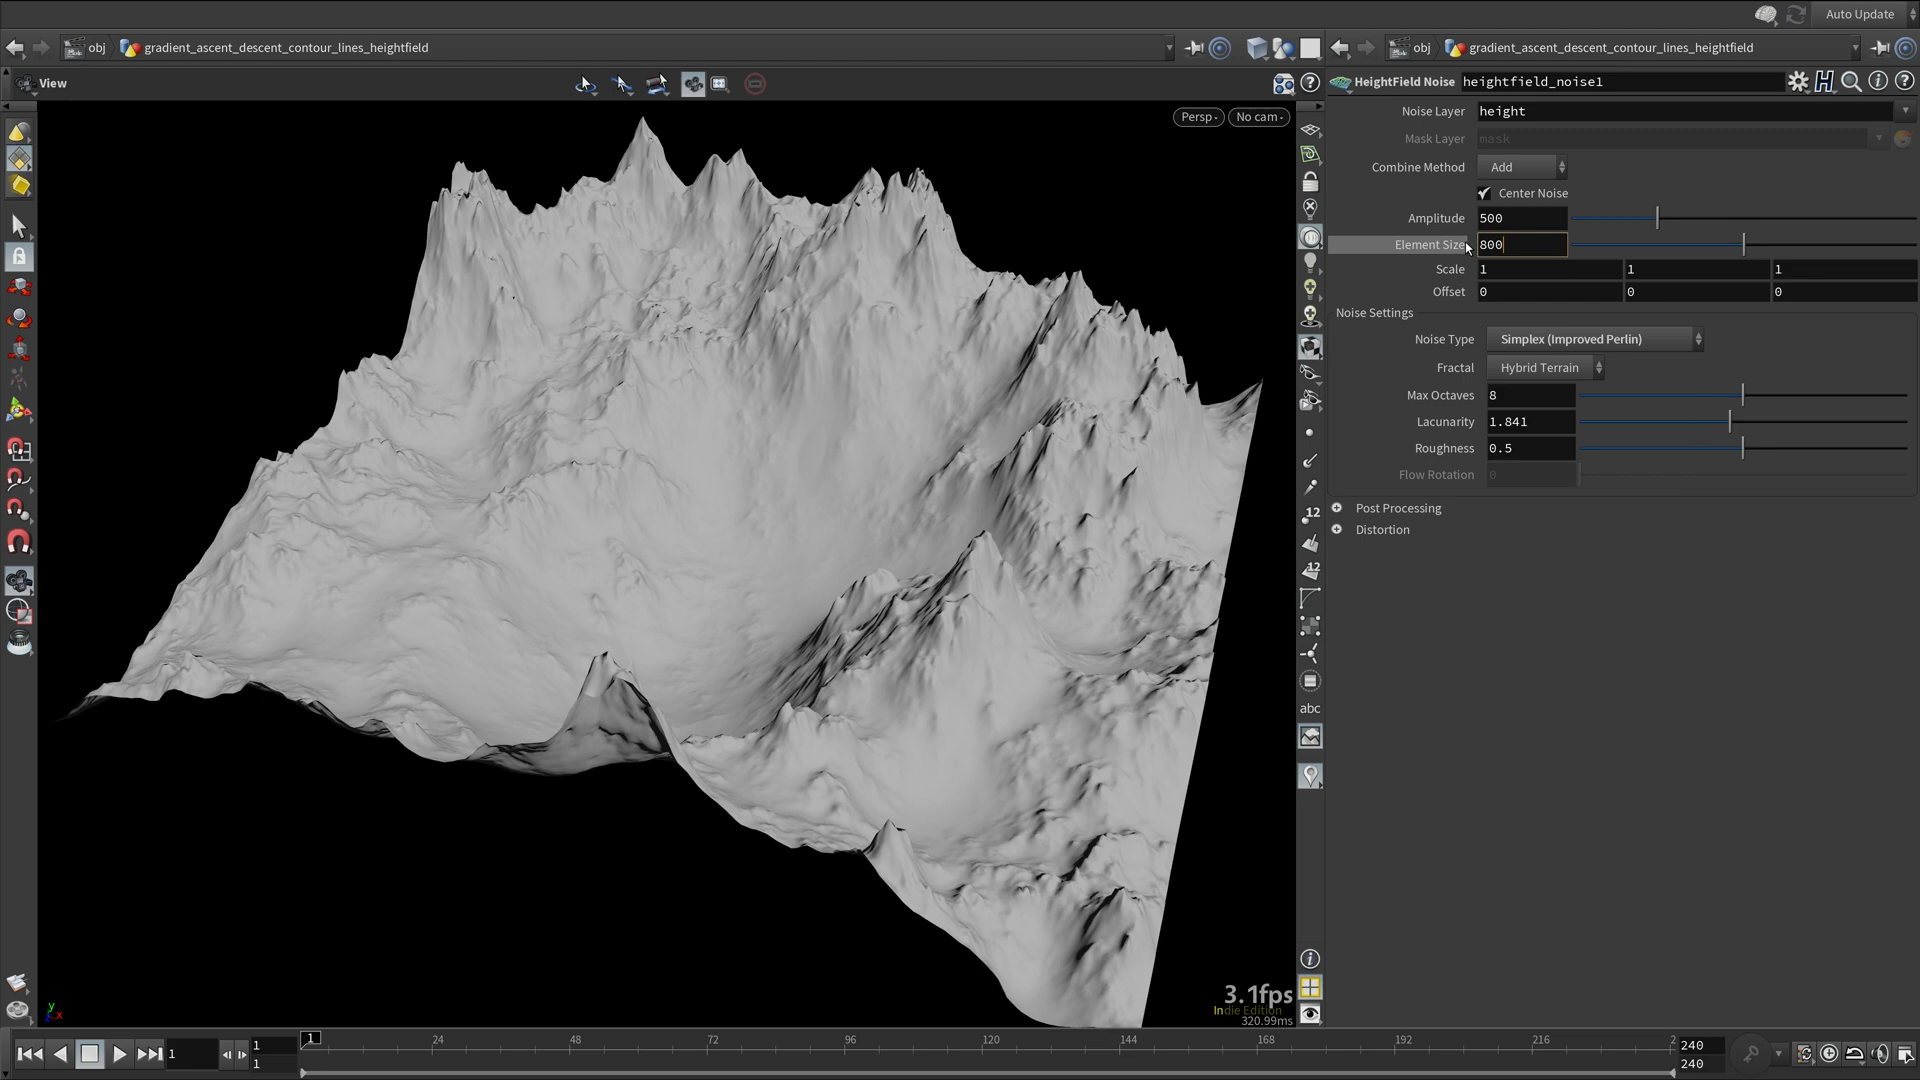 Auto Update
obj gradient_ascent_descent_contour_lines_heightfield
obj gradient_ascent_descent_contour_lines_heightfield
View
HeightField Noise heightfield_noise1
Persp
No cam
Noise Layer height
Mask Layer mask
Combine Method Add
Center Noise
Amplitude 500
Element Size 800
Scale 1 1 1
Offset 0 0 0
Noise Settings
Noise Type Simplex (Improved Perlin)
Fractal Hybrid Terrain
Max Octaves 8
Lacunarity 1.841
Roughness 0.5
Flow Rotation 0
Post Processing
Distortion
12
12
abc
y
x
3.1fps
Indie Edition
320.99ms
1
1
1
1 24 48 72 96 120 144 168 192 216 2
240
240